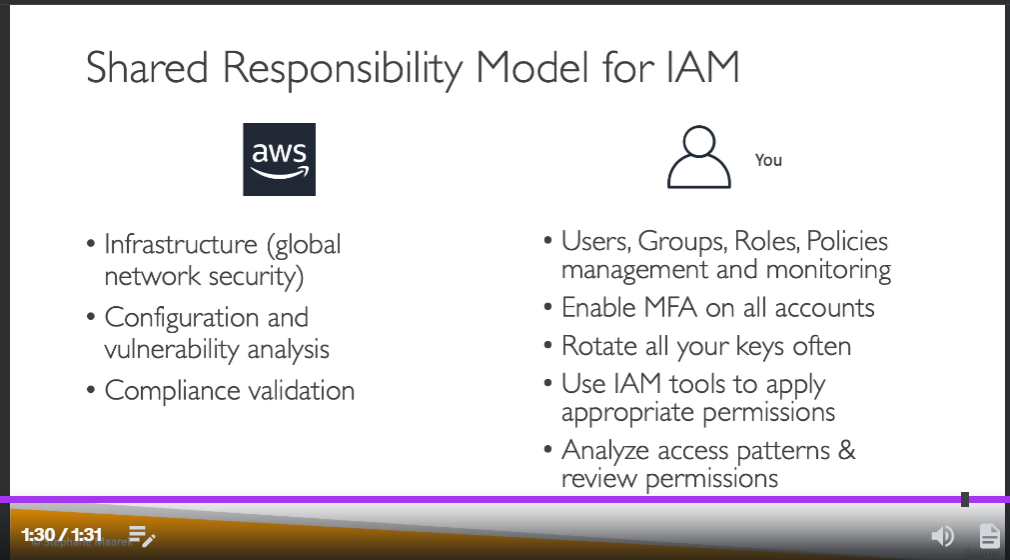 Shared Responsibility Model for IAM
aws
You
• Infrastructure (global
network security)
• Configuration and
vulnerability analysis
• Compliance validation
• Users, Groups, Roles, Policies
management and monitoring
• Enable MFA on all accounts
• Rotate all your keys often
• Use IAM tools to apply
appropriate permissions
• Analyze access patterns &
review permissions
1:30 / 1:31
© Stephane Maarek